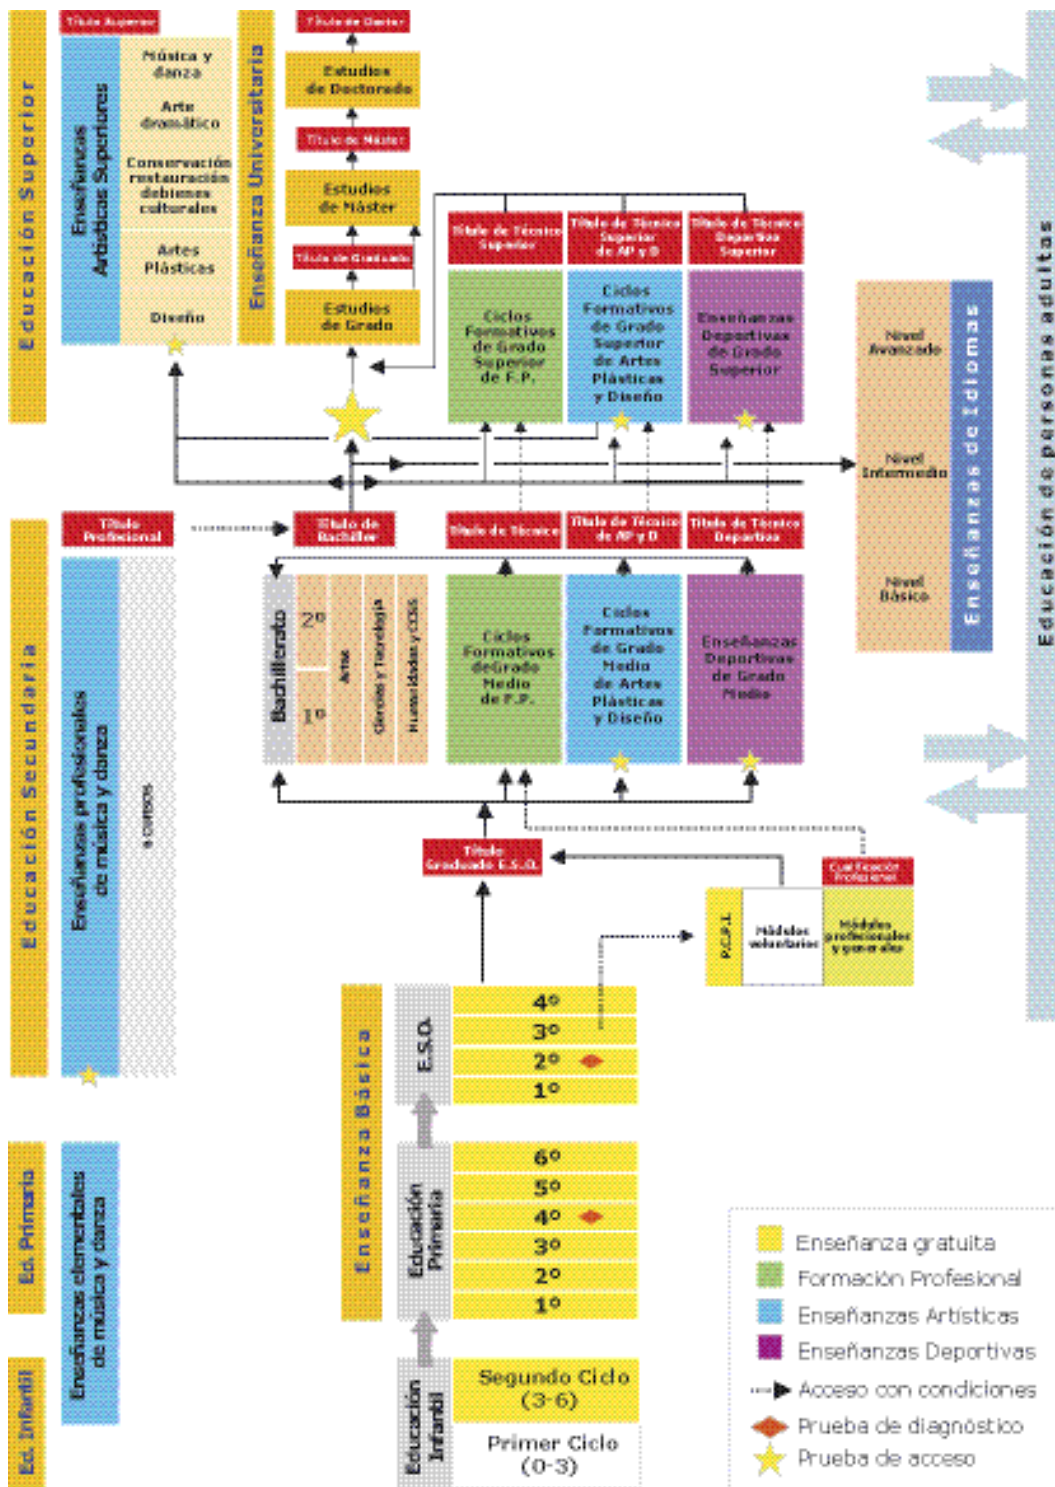 Educación Superior
Título Superior
Enseñanzas
Artísticas Superiores
Música y
danza
Arte
dramático
Conservación
restauración
debienes
culturales
Artes
Plásticas
Diseño
Enseñanza Universitaria
Título de Doctor
Estudios
de Doctorado
Título de Máster
Estudios
de Máster
Título de Graduado
Estudios
de Grado
Título de Técnico
Superior
Título de Técnico
Superior
de AP y D
Título de Técnico
Deportivo
Superior
Ciclos
Formativos
de Grado
Superior
de F.P.
Ciclos
Formativos
de Grado
Superior
de Artes
Plásticas
y Diseño
Enseñanzas
Deportivas
de Grado
Superior
Nivel
Avanzado
Nivel
Intermedio
Nivel
Básico
Enseñanzas de Idiomas
Educación de personas adultas
Educación Secundaria
Título
Profesional
Enseñanzas profesionales
de música y danza
6 cursos
Título de
Bachiller
Título de Técnico
Título de Técnico
de AP y D
Título de Técnico
Deportivo
Bachillerato
2º
1º
Artes
Ciencias y Tecnología
Humanidades y CCSS
Ciclos
Formativos
deGrado
Medio
de F.P.
Ciclos
Formativos
de Grado
Medio
de Artes
Plásticas
y Diseño
Enseñanzas
Deportivas
de Grado
Medio
Título
Graduado E.S.O.
Cualificación
Profesional
P.C.P.I.
Módulos
voluntarios
Módulos
profesionales
y generales
Enseñanza Básica
E.S.O.
4º
3º
2º
1º
Ed. Primaria
Enseñanzas elementales
de música y danza
Educación
Primaria
6º
5º
4º
3º
2º
1º
Ed. Infantil
Educación
Infantil
Segundo Ciclo
(3-6)
Primer Ciclo
(0-3)
Enseñanza gratuita
Formación Profesional
Enseñanzas Artísticas
Enseñanzas Deportivas
Acceso con condiciones
Prueba de diagnóstico
Prueba de acceso